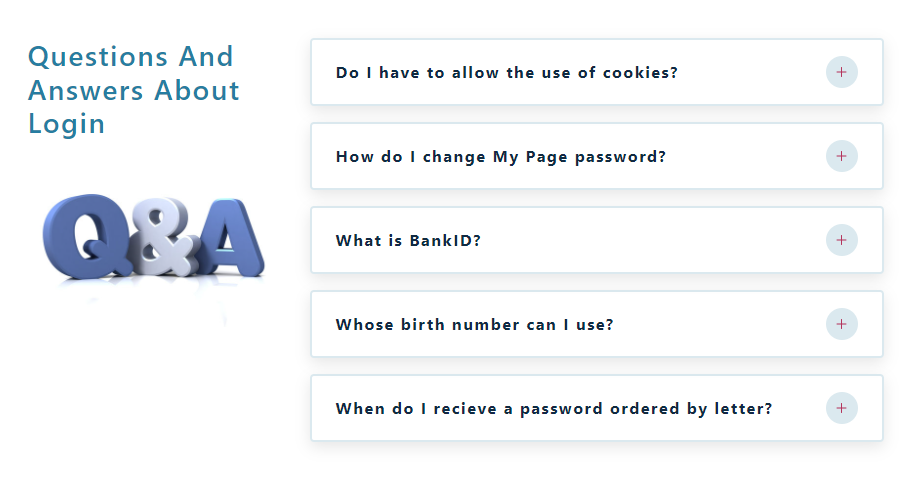 Questions And
Answers About
Login
Q&A
Do I have to allow the use of cookies?
How do I change My Page password?
What is BankID?
Whose birth number can I use?
When do I recieve a password ordered by letter?